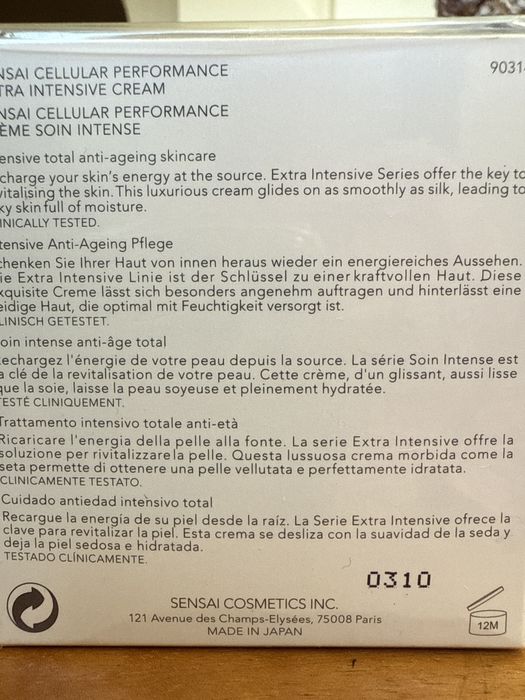 NSAI CELLULAR PERFORMANCE 9031
TRA INTENSIVE CREAM
NSAI CELLULAR PERFORMANCE
ÈME SOIN INTENSE
ensive total anti-ageing skincare
charge your skin's energy at the source. Extra Intensive Series offer the key to
vitalising the skin. This luxurious cream glides on as smoothly as silk, leading to
ky skin full of moisture.
INICALLY TESTED.
tensive Anti-Ageing Pflege
chenken Sie Ihrer Haut von innen heraus wieder ein energiereiches Aussehen.
ie Extra Intensive Linie ist der Schlüssel zu einer kraftvollen Haut. Diese
xquisite Creme lässt sich besonders angenehm auftragen und hinterlässt eine
eidige Haut, die optimal mit Feuchtigkeit versorgt ist.
LINISCH GETESTET.
oin intense anti-âge total
echargez l'énergie de votre peau depuis la source. La série Soin Intense est
a clé de la revitalisation de votre peau. Cette crème, d'un glissant, aussi lisse
que la soie, laisse la peau soyeuse et pleinement hydratée.
TESTÉ CLINIQUEMENT.
Trattamento intensivo totale anti-età
Ricaricare l'energia della pelle alla fonte. La serie Extra Intensive offre la
soluzione per rivitalizzare la pelle. Questa lussuosa crema morbida come la
seta permette di ottenere una pelle vellutata e perfettamente idratata.
CLINICAMENTE TESTATO.
Cuidado antiedad intensivo total
Recargue la energía de su piel desde la raíz. La Serie Extra Intensive ofrece la
clave para revitalizar la piel. Esta crema se desliza con la suavidad de la seda y
deja la piel sedosa e hidratada.
TESTADO CLÍNICAMENTE.
0310
SENSAI COSMETICS INC.
121 Avenue des Champs-Elysées, 75008 Paris
MADE IN JAPAN
12M